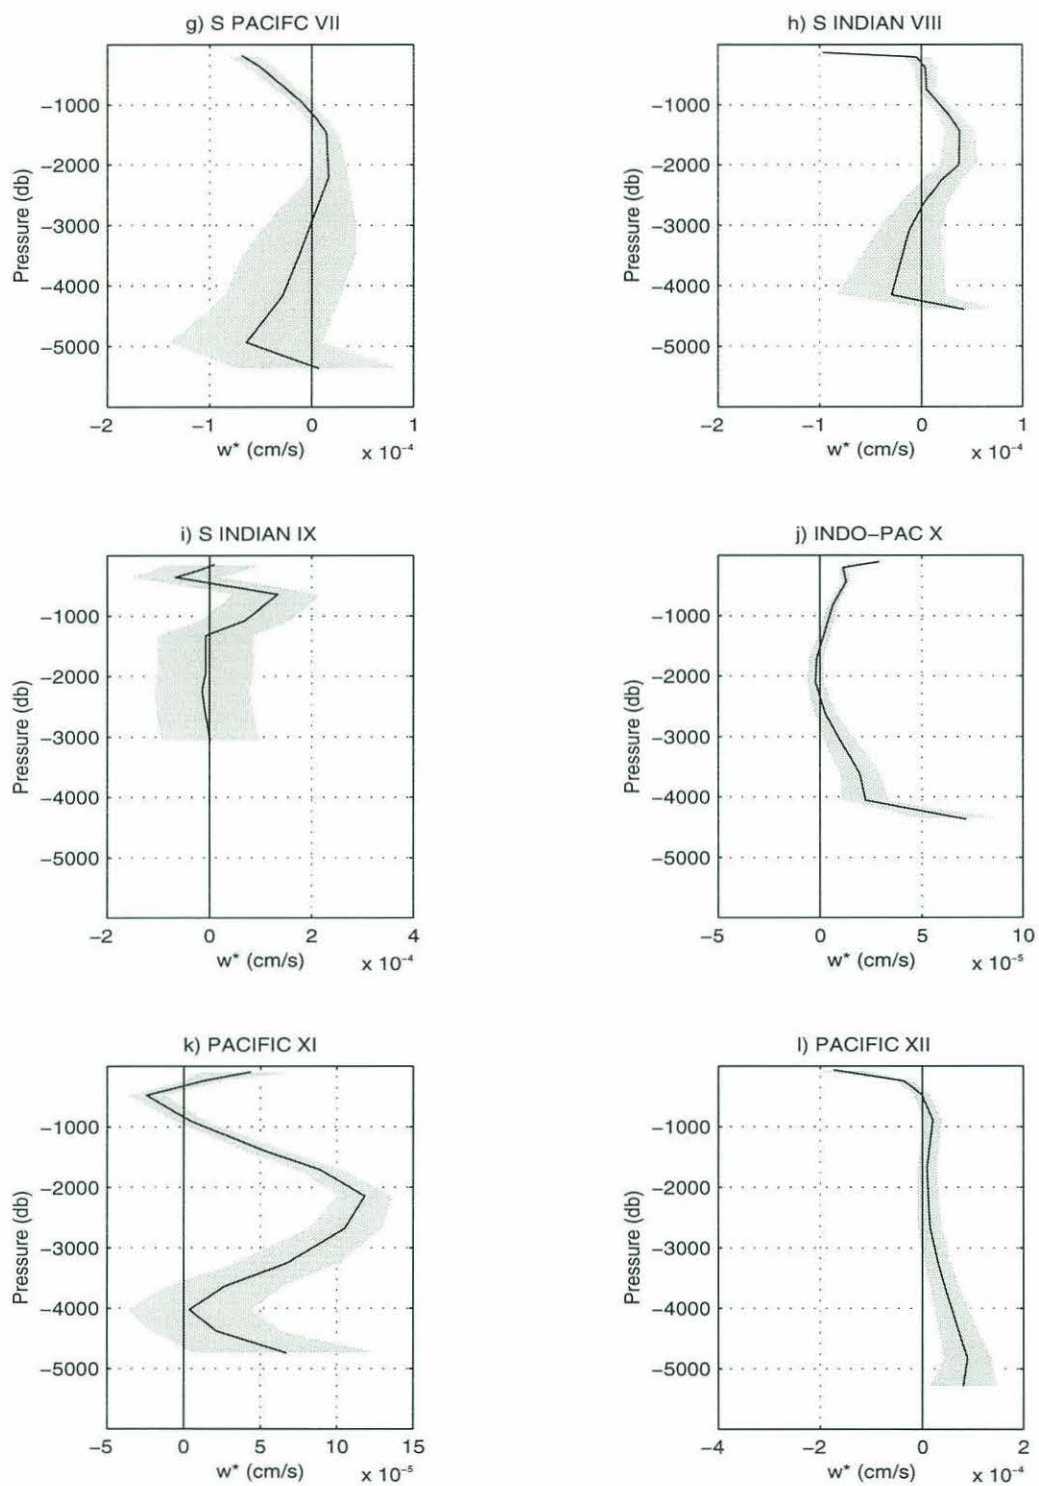 g) S PACIFC VII
−1000
−2000
−3000
−4000
−5000
Pressure (db)
−2 −1 0 1
w* (cm/s) x 10⁻⁴
h) S INDIAN VIII
−1000
−2000
−3000
−4000
−5000
Pressure (db)
−2 −1 0 1
w* (cm/s) x 10⁻⁴
i) S INDIAN IX
−1000
−2000
−3000
−4000
−5000
Pressure (db)
−2 0 2 4
w* (cm/s) x 10⁻⁴
j) INDO−PAC X
−1000
−2000
−3000
−4000
−5000
Pressure (db)
−5 0 5 10
w* (cm/s) x 10⁻⁵
k) PACIFIC XI
−1000
−2000
−3000
−4000
−5000
Pressure (db)
−5 0 5 10 15
w* (cm/s) x 10⁻⁵
l) PACIFIC XII
−1000
−2000
−3000
−4000
−5000
Pressure (db)
−4 −2 0 2
w* (cm/s) x 10⁻⁴